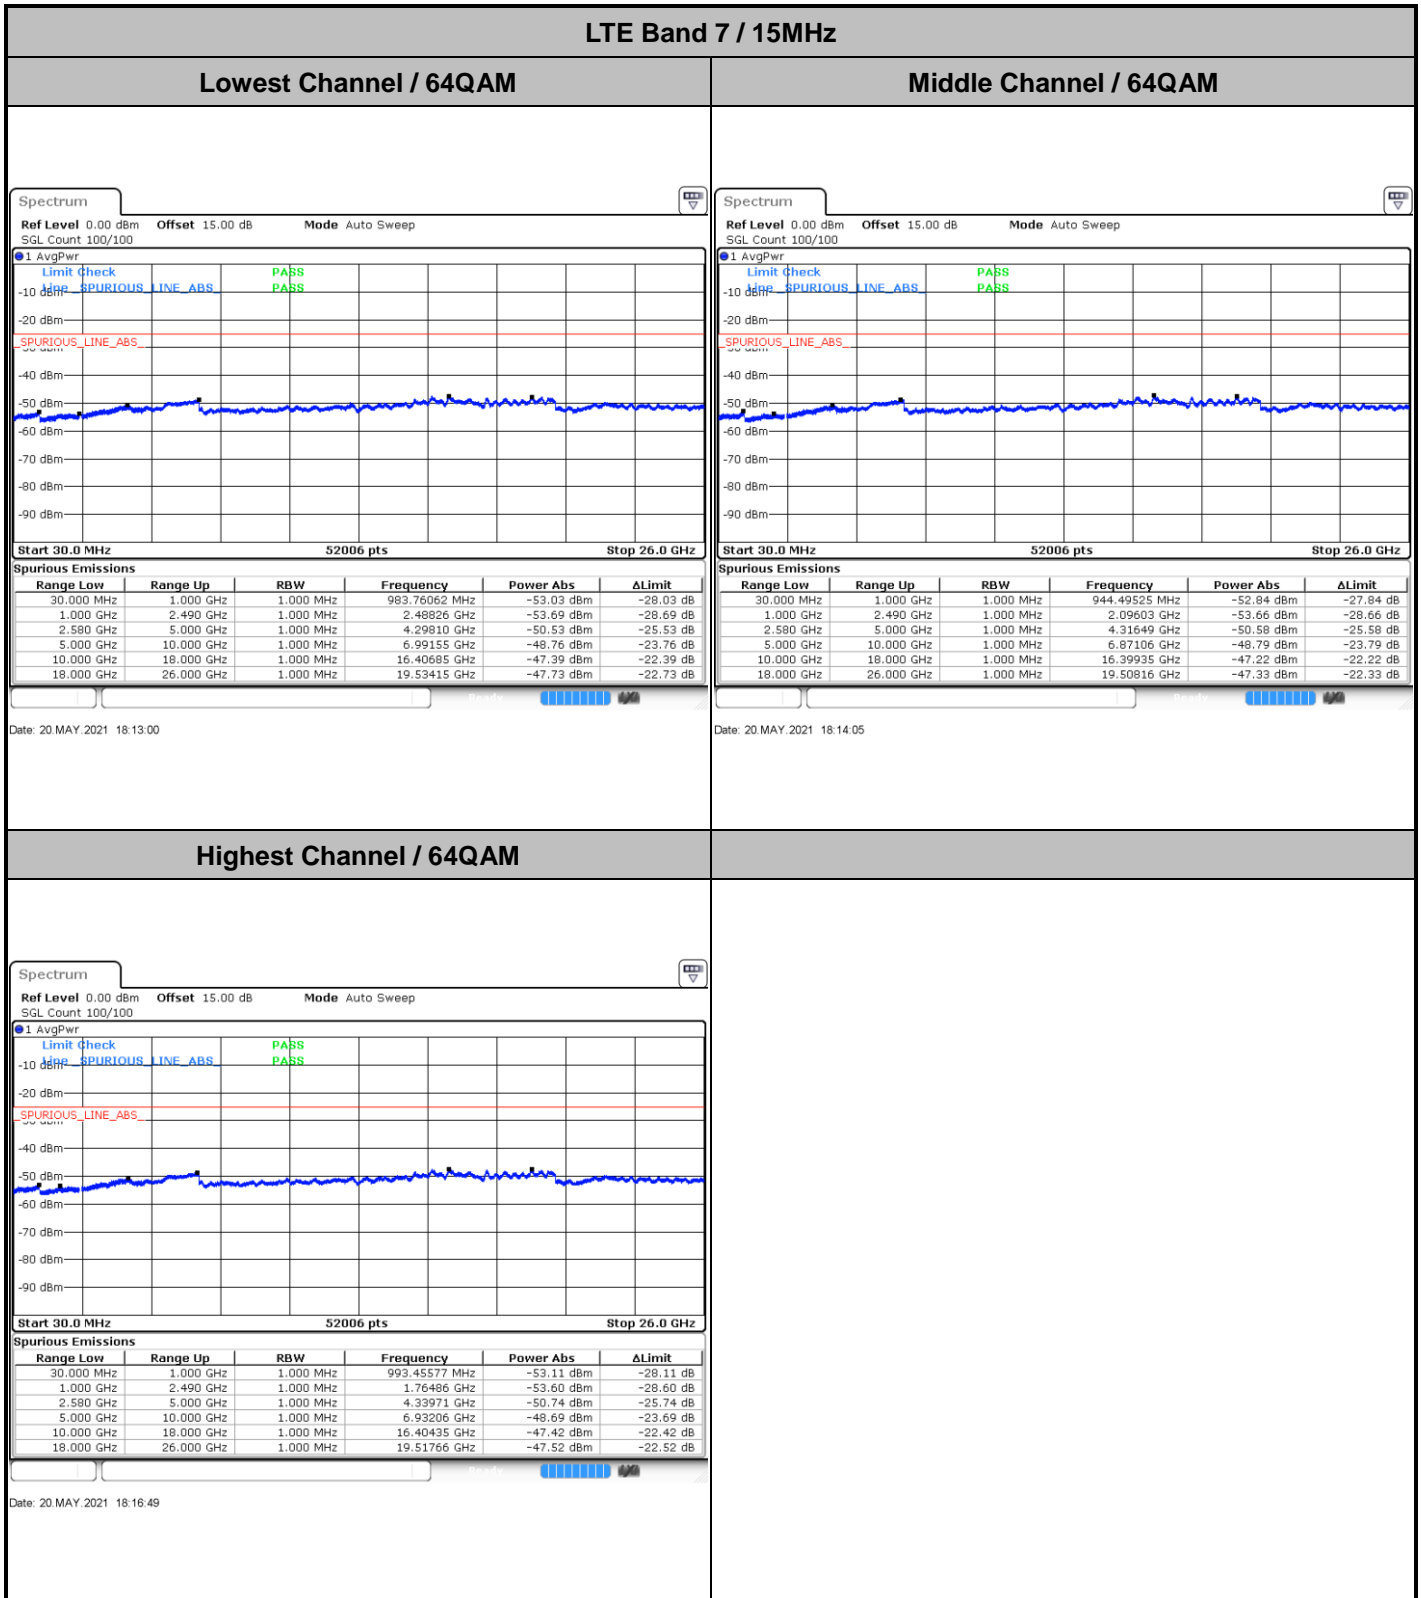 LTE Band 7 / 15MHz
Lowest Channel / 64QAM
Middle Channel / 64QAM
Spectrum
Ref Level 0.00 dBm Offset 15.00 dB Mode Auto Sweep
SGL Count 100/100
1 AvgPwr
Limit Check PASS
Line _SPURIOUS_LINE_ABS_ PASS
-10 dBm
-20 dBm
_SPURIOUS_LINE_ABS_
-30 dBm
-40 dBm
-50 dBm
-60 dBm
-70 dBm
-80 dBm
-90 dBm
Start 30.0 MHz 52006 pts Stop 26.0 GHz
Spurious Emissions
Range Low Range Up RBW Frequency Power Abs ΔLimit
30.000 MHz 1.000 GHz 1.000 MHz 983.76062 MHz -53.03 dBm -28.03 dB
1.000 GHz 2.490 GHz 1.000 MHz 2.48826 GHz -53.69 dBm -28.69 dB
2.580 GHz 5.000 GHz 1.000 MHz 4.29810 GHz -50.53 dBm -25.53 dB
5.000 GHz 10.000 GHz 1.000 MHz 6.99155 GHz -48.76 dBm -23.76 dB
10.000 GHz 18.000 GHz 1.000 MHz 16.40685 GHz -47.39 dBm -22.39 dB
18.000 GHz 26.000 GHz 1.000 MHz 19.53415 GHz -47.73 dBm -22.73 dB
Ready
Date: 20.MAY.2021 18:13:00
Spectrum
Ref Level 0.00 dBm Offset 15.00 dB Mode Auto Sweep
SGL Count 100/100
1 AvgPwr
Limit Check PASS
Line _SPURIOUS_LINE_ABS_ PASS
-10 dBm
-20 dBm
_SPURIOUS_LINE_ABS_
-30 dBm
-40 dBm
-50 dBm
-60 dBm
-70 dBm
-80 dBm
-90 dBm
Start 30.0 MHz 52006 pts Stop 26.0 GHz
Spurious Emissions
Range Low Range Up RBW Frequency Power Abs ΔLimit
30.000 MHz 1.000 GHz 1.000 MHz 944.49525 MHz -52.84 dBm -27.84 dB
1.000 GHz 2.490 GHz 1.000 MHz 2.09603 GHz -53.66 dBm -28.66 dB
2.580 GHz 5.000 GHz 1.000 MHz 4.31649 GHz -50.58 dBm -25.58 dB
5.000 GHz 10.000 GHz 1.000 MHz 6.87106 GHz -48.79 dBm -23.79 dB
10.000 GHz 18.000 GHz 1.000 MHz 16.39935 GHz -47.22 dBm -22.22 dB
18.000 GHz 26.000 GHz 1.000 MHz 19.50816 GHz -47.33 dBm -22.33 dB
Ready
Date: 20.MAY.2021 18:14:05
Highest Channel / 64QAM
Spectrum
Ref Level 0.00 dBm Offset 15.00 dB Mode Auto Sweep
SGL Count 100/100
1 AvgPwr
Limit Check PASS
Line _SPURIOUS_LINE_ABS_ PASS
-10 dBm
-20 dBm
_SPURIOUS_LINE_ABS_
-30 dBm
-40 dBm
-50 dBm
-60 dBm
-70 dBm
-80 dBm
-90 dBm
Start 30.0 MHz 52006 pts Stop 26.0 GHz
Spurious Emissions
Range Low Range Up RBW Frequency Power Abs ΔLimit
30.000 MHz 1.000 GHz 1.000 MHz 993.45577 MHz -53.11 dBm -28.11 dB
1.000 GHz 2.490 GHz 1.000 MHz 1.76486 GHz -53.60 dBm -28.60 dB
2.580 GHz 5.000 GHz 1.000 MHz 4.33971 GHz -50.74 dBm -25.74 dB
5.000 GHz 10.000 GHz 1.000 MHz 6.93206 GHz -48.69 dBm -23.69 dB
10.000 GHz 18.000 GHz 1.000 MHz 16.40435 GHz -47.42 dBm -22.42 dB
18.000 GHz 26.000 GHz 1.000 MHz 19.51766 GHz -47.52 dBm -22.52 dB
Ready
Date: 20.MAY.2021 18:16:49